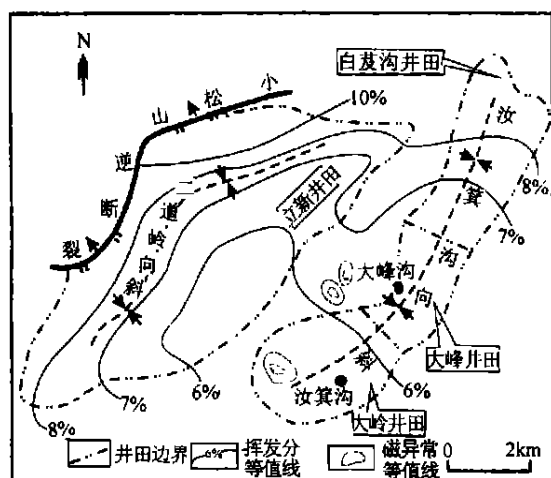 N
小松山逆断裂
10%
白芨沟井田
汝箕沟向斜
8%
7%
二道岭向斜
立新井田
大峰沟
大峰井田
6%
汝箕沟
大岭井田
6%
7%
8%
井田边界
6%
挥发分
等值线
磁异常
等值线
0 2km